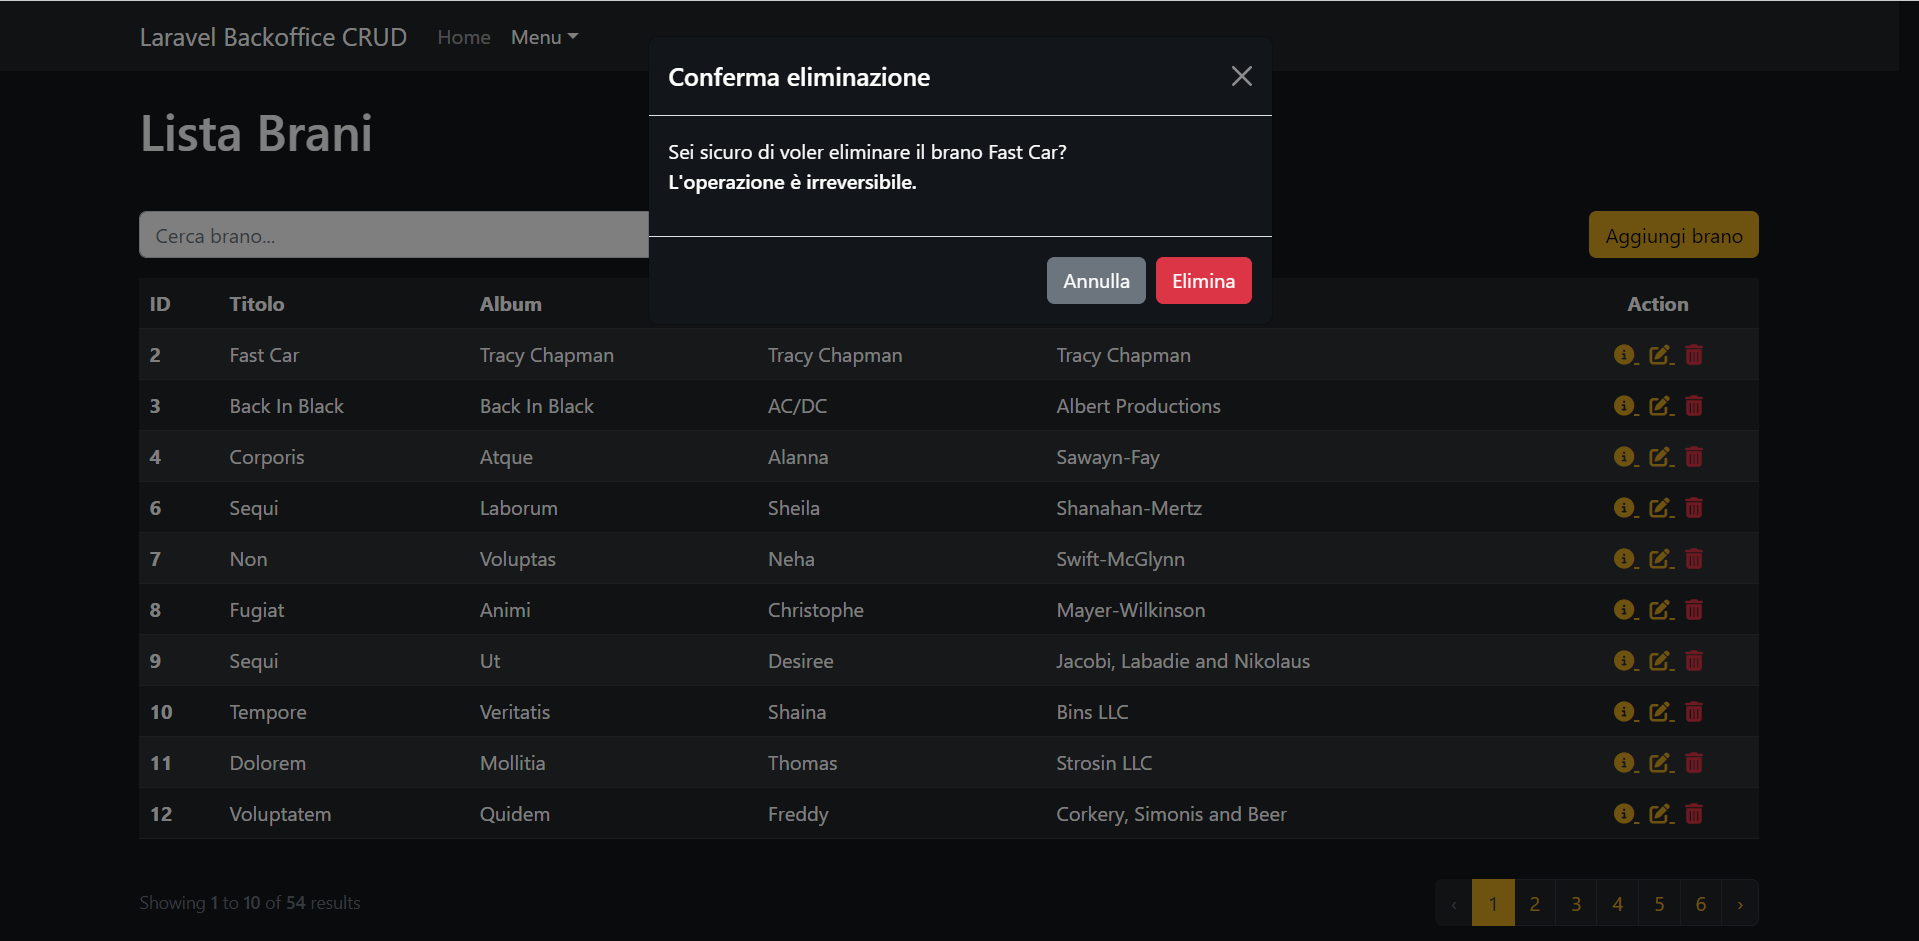 Laravel Backoffice CRUD Home Menu
Conferma eliminazione
Sei sicuro di voler eliminare il brano Fast Car?
L'operazione è irreversibile.
Annulla Elimina
Lista Brani
Cerca brano...
Aggiungi brano
ID Titolo Album Action
2 Fast Car Tracy Chapman Tracy Chapman Tracy Chapman
3 Back In Black Back In Black AC/DC Albert Productions
4 Corporis Atque Alanna Sawayn-Fay
6 Sequi Laborum Sheila Shanahan-Mertz
7 Non Voluptas Neha Swift-McGlynn
8 Fugiat Animi Christophe Mayer-Wilkinson
9 Sequi Ut Desiree Jacobi, Labadie and Nikolaus
10 Tempore Veritatis Shaina Bins LLC
11 Dolorem Mollitia Thomas Strosin LLC
12 Voluptatem Quidem Freddy Corkery, Simonis and Beer
Showing 1 to 10 of 54 results
‹ 1 2 3 4 5 6 ›